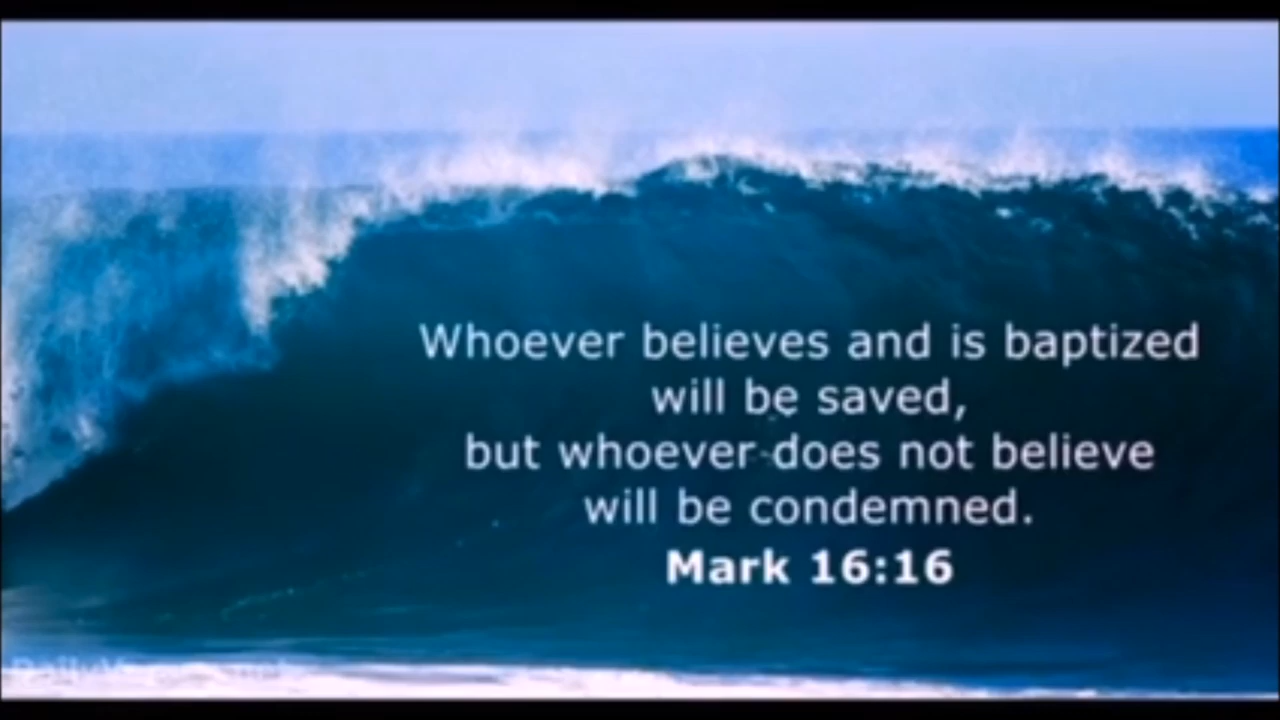 Whoever believes and is baptized
will be saved,
but whoever does not believe
will be condemned.
Mark 16:16